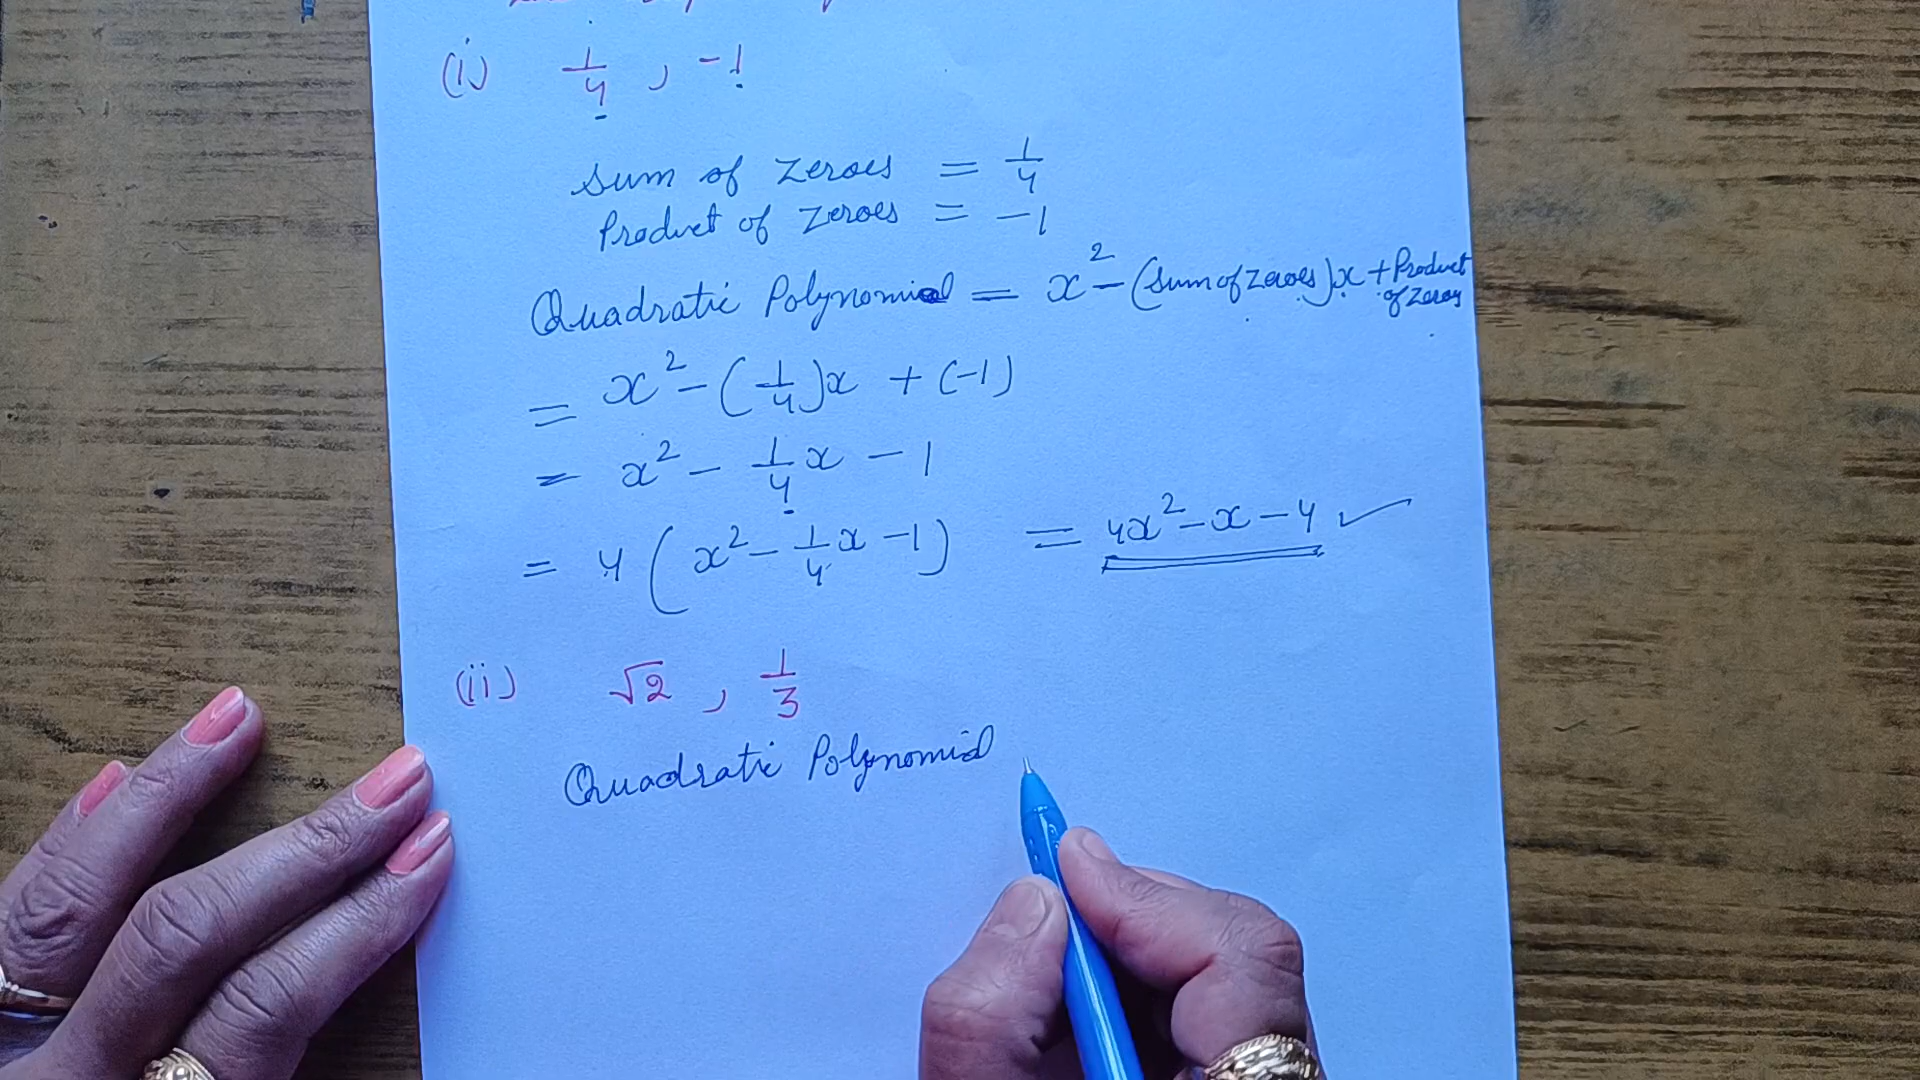 (i) 1/4 , -1
Sum of Zeroes = 1/4
Product of Zeroes = -1
Quadratic Polynomial = x² - (Sum of Zeroes)x + Product of Zeroes
= x² - (1/4)x + (-1)
= x² - 1/4 x - 1
= 4(x² - 1/4 x - 1) = 4x² - x - 4 ✓
(ii) √2 , 1/3
Quadratic Polynomial